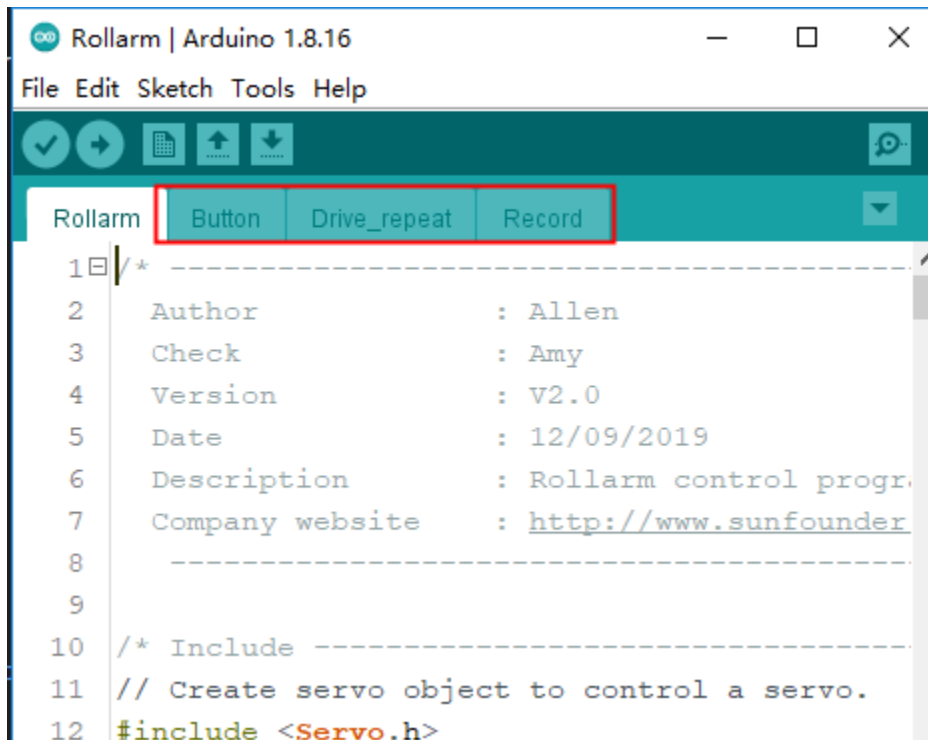 Rollarm | Arduino 1.8.16
File Edit Sketch Tools Help
Rollarm Button Drive_repeat Record
1 /* -----------------------------------------
2 Author : Allen
3 Check : Amy
4 Version : V2.0
5 Date : 12/09/2019
6 Description : Rollarm control progr
7 Company website : http://www.sunfounder
8 -----------------------------------------
9
10 /* Include ---------------------------------
11 // Create servo object to control a servo.
12 #include <Servo.h>